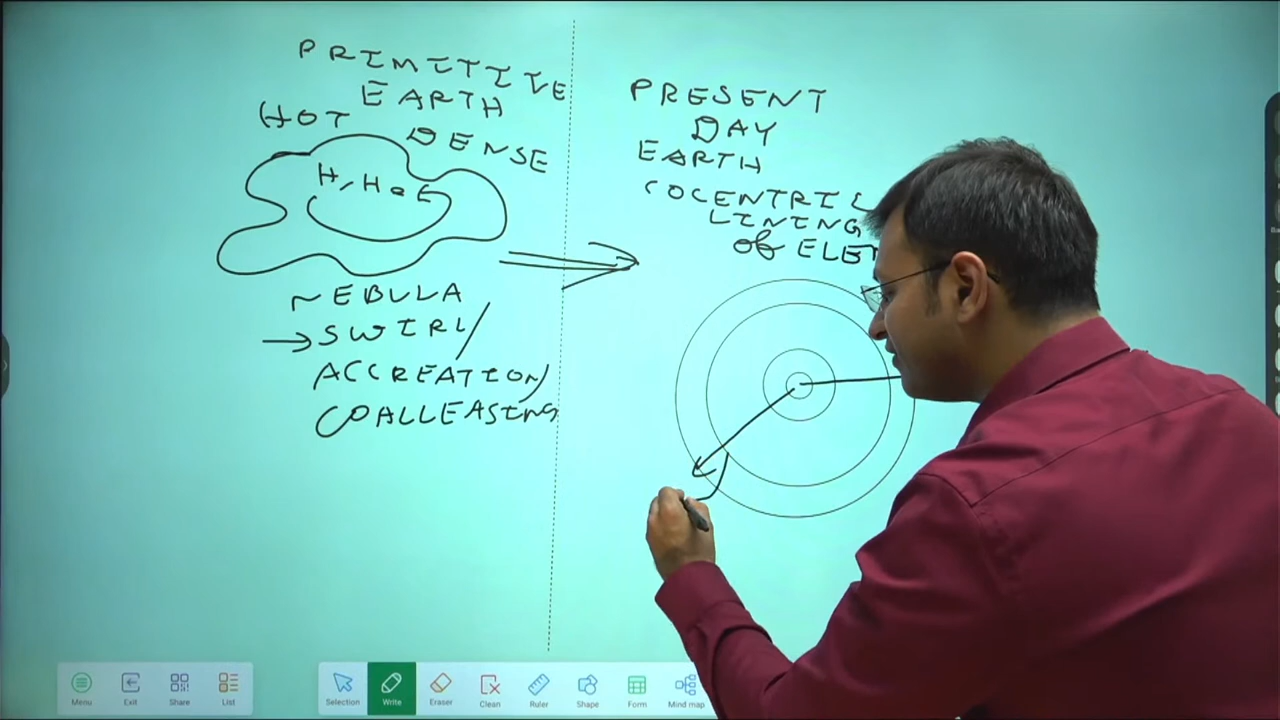 PRIMITIVE
EARTH
HOT
DENSE
H, He
NEBULA
→ SWIRL/
ACCREATION/
COALLEASING
PRESENT
DAY
EARTH
COCENTRIC
LINING
of
Menu
Exit
Share
List
Selection
Write
Eraser
Clean
Ruler
Shape
Form
Mind map